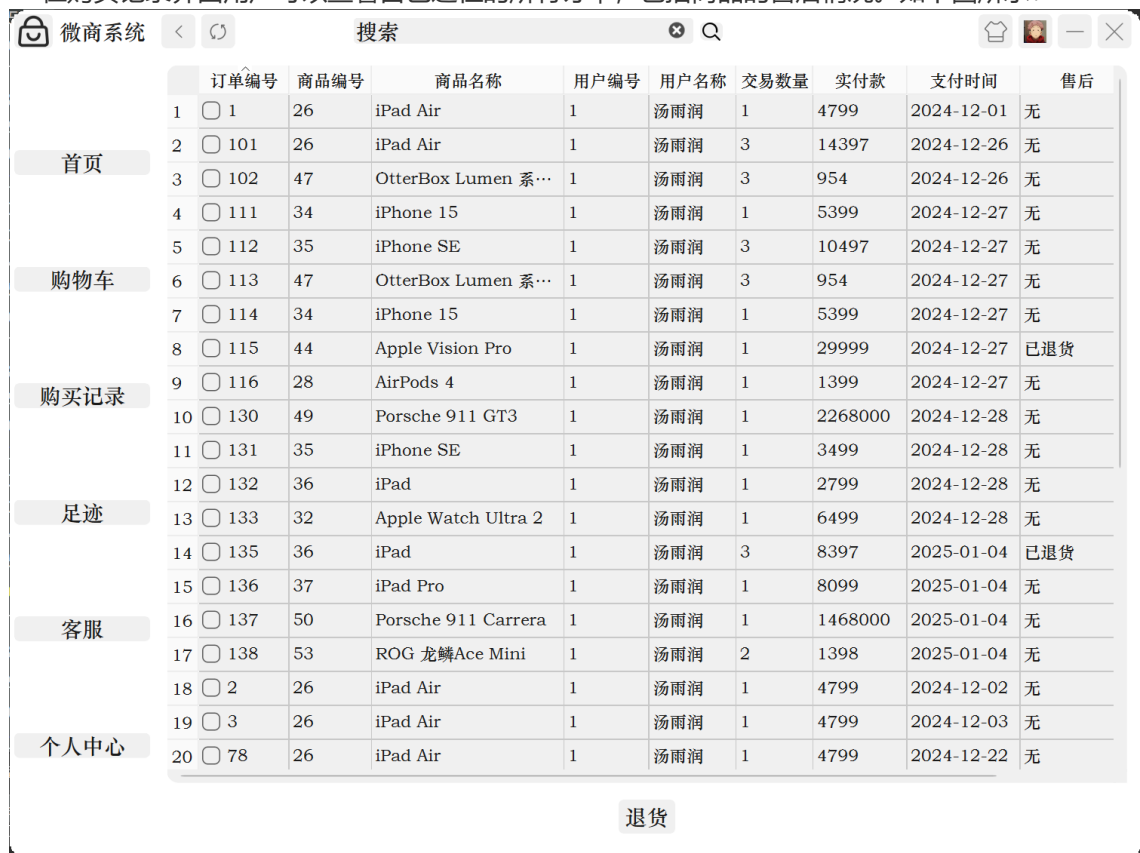 微商系统 搜索
订单编号 商品编号 商品名称 用户编号 用户名称 交易数量 实付款 支付时间 售后
1 1 26 iPad Air 1 汤雨润 1 4799 2024-12-01 无
2 101 26 iPad Air 1 汤雨润 3 14397 2024-12-26 无
首页
3 102 47 OtterBox Lumen 系… 1 汤雨润 3 954 2024-12-26 无
4 111 34 iPhone 15 1 汤雨润 1 5399 2024-12-27 无
5 112 35 iPhone SE 1 汤雨润 3 10497 2024-12-27 无
购物车
6 113 47 OtterBox Lumen 系… 1 汤雨润 3 954 2024-12-27 无
7 114 34 iPhone 15 1 汤雨润 1 5399 2024-12-27 无
8 115 44 Apple Vision Pro 1 汤雨润 1 29999 2024-12-27 已退货
9 116 28 AirPods 4 1 汤雨润 1 1399 2024-12-27 无
购买记录
10 130 49 Porsche 911 GT3 1 汤雨润 1 2268000 2024-12-28 无
11 131 35 iPhone SE 1 汤雨润 1 3499 2024-12-28 无
12 132 36 iPad 1 汤雨润 1 2799 2024-12-28 无
足迹
13 133 32 Apple Watch Ultra 2 1 汤雨润 1 6499 2024-12-28 无
14 135 36 iPad 1 汤雨润 3 8397 2025-01-04 已退货
15 136 37 iPad Pro 1 汤雨润 1 8099 2025-01-04 无
16 137 50 Porsche 911 Carrera 1 汤雨润 1 1468000 2025-01-04 无
客服
17 138 53 ROG 龙鳞Ace Mini 1 汤雨润 2 1398 2025-01-04 无
18 2 26 iPad Air 1 汤雨润 1 4799 2024-12-02 无
19 3 26 iPad Air 1 汤雨润 1 4799 2024-12-03 无
个人中心
20 78 26 iPad Air 1 汤雨润 1 4799 2024-12-22 无
退货